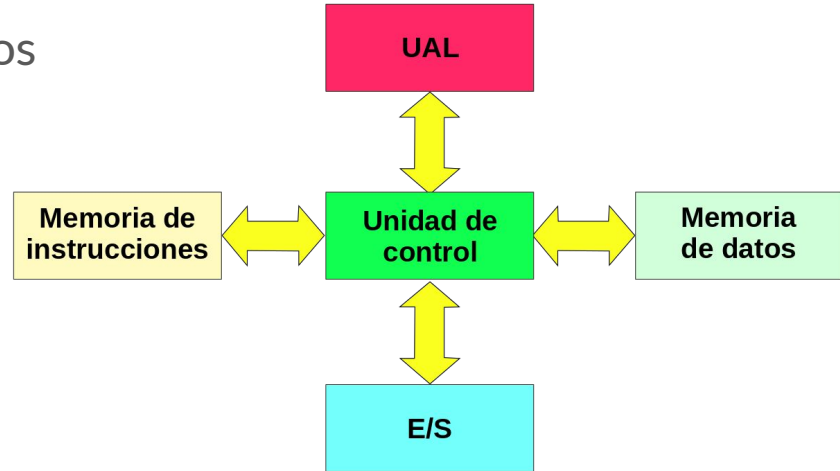 os
UAL
Memoria de
instrucciones
Unidad de
control
Memoria
de datos
E/S